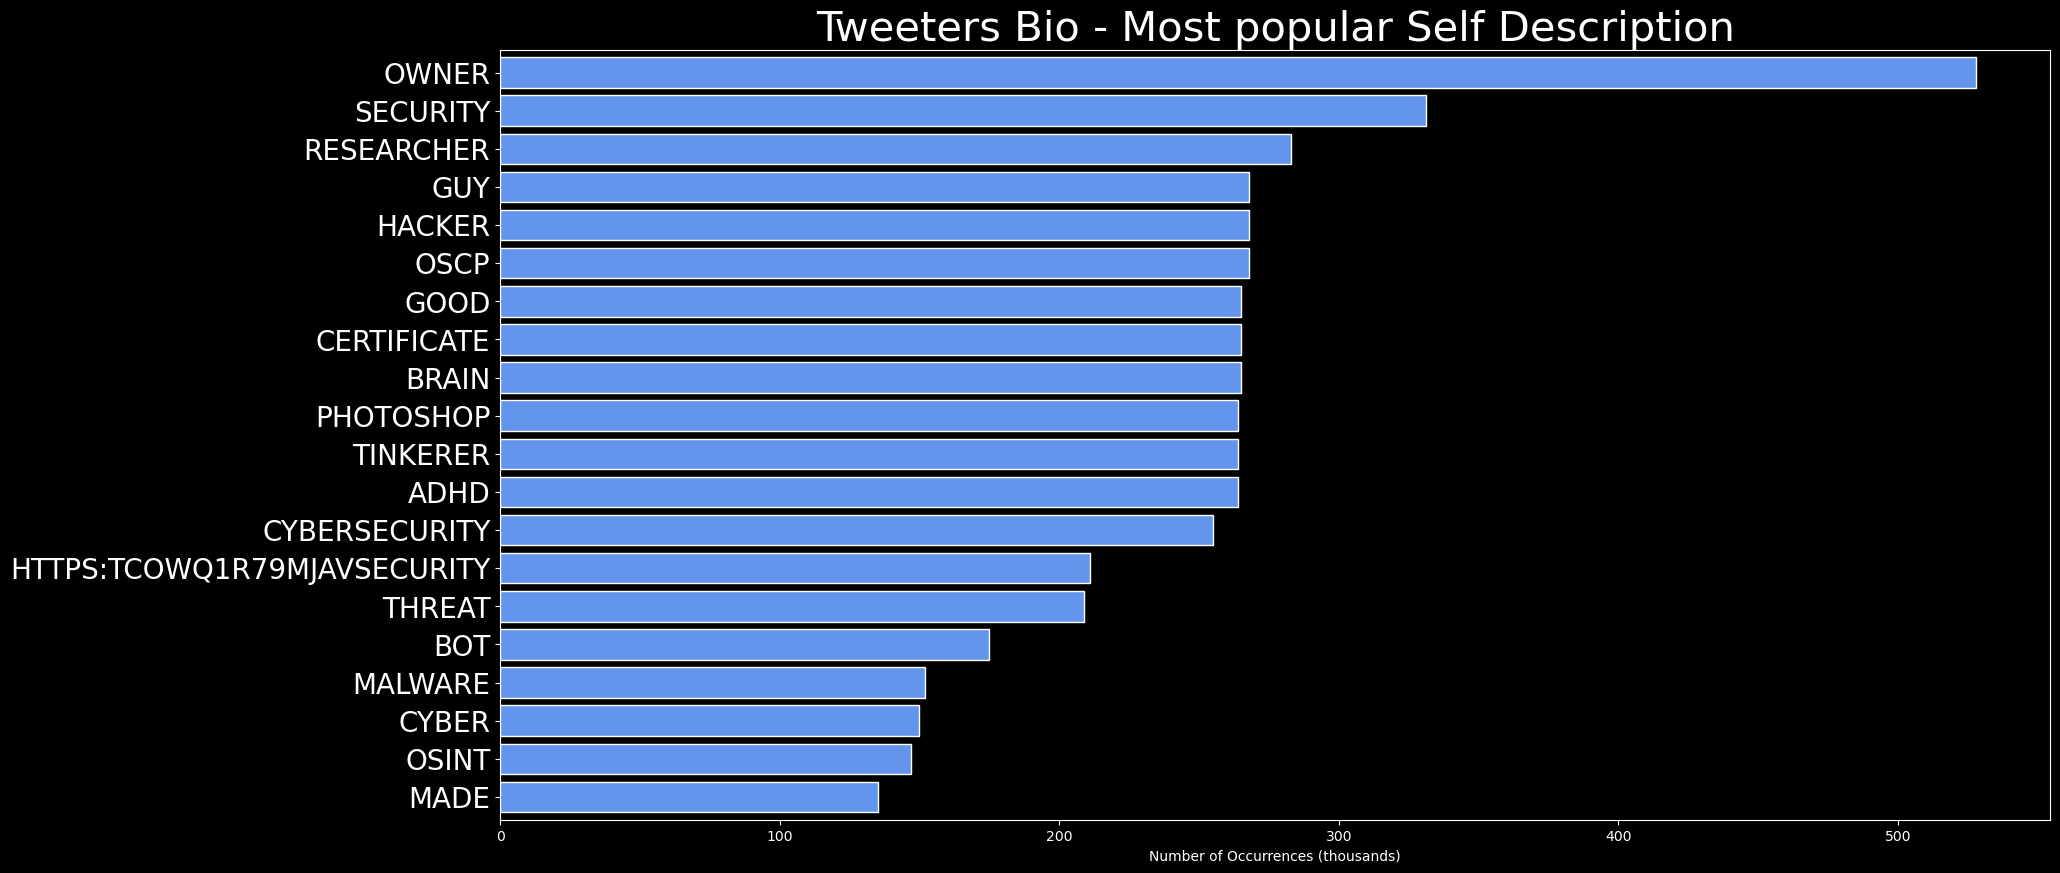 Tweeters Bio - Most popular Self Description
OWNER
SECURITY
RESEARCHER
GUY
HACKER
OSCP
GOOD
CERTIFICATE
BRAIN
PHOTOSHOP
TINKERER
ADHD
CYBERSECURITY
HTTPS:TCOWQ1R79MJAVSECURITY
THREAT
BOT
MALWARE
CYBER
OSINT
MADE
0 100 200 300 400 500
Number of Occurrences (thousands)